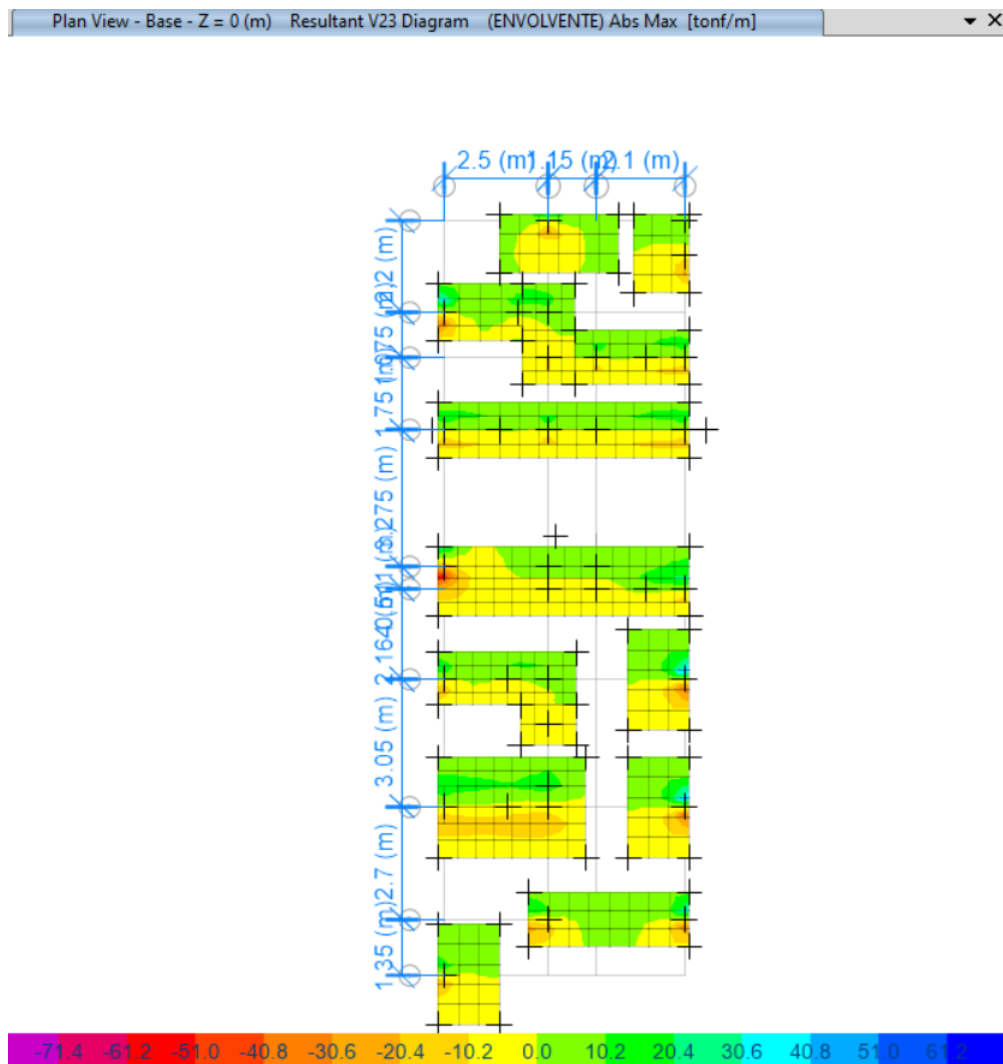 Plan View - Base - Z = 0 (m)    Resultant V23 Diagram    (ENVOLVENTE) Abs Max  [tonf/m]
2.5 (m)
1.15 (m)
2.1 (m)
3.05 (m)
2.7 (m)
1.35 (m)
-71.4 -61.2 -51.0 -40.8 -30.6 -20.4 -10.2 0.0 10.2 20.4 30.6 40.8 51.0 61.2